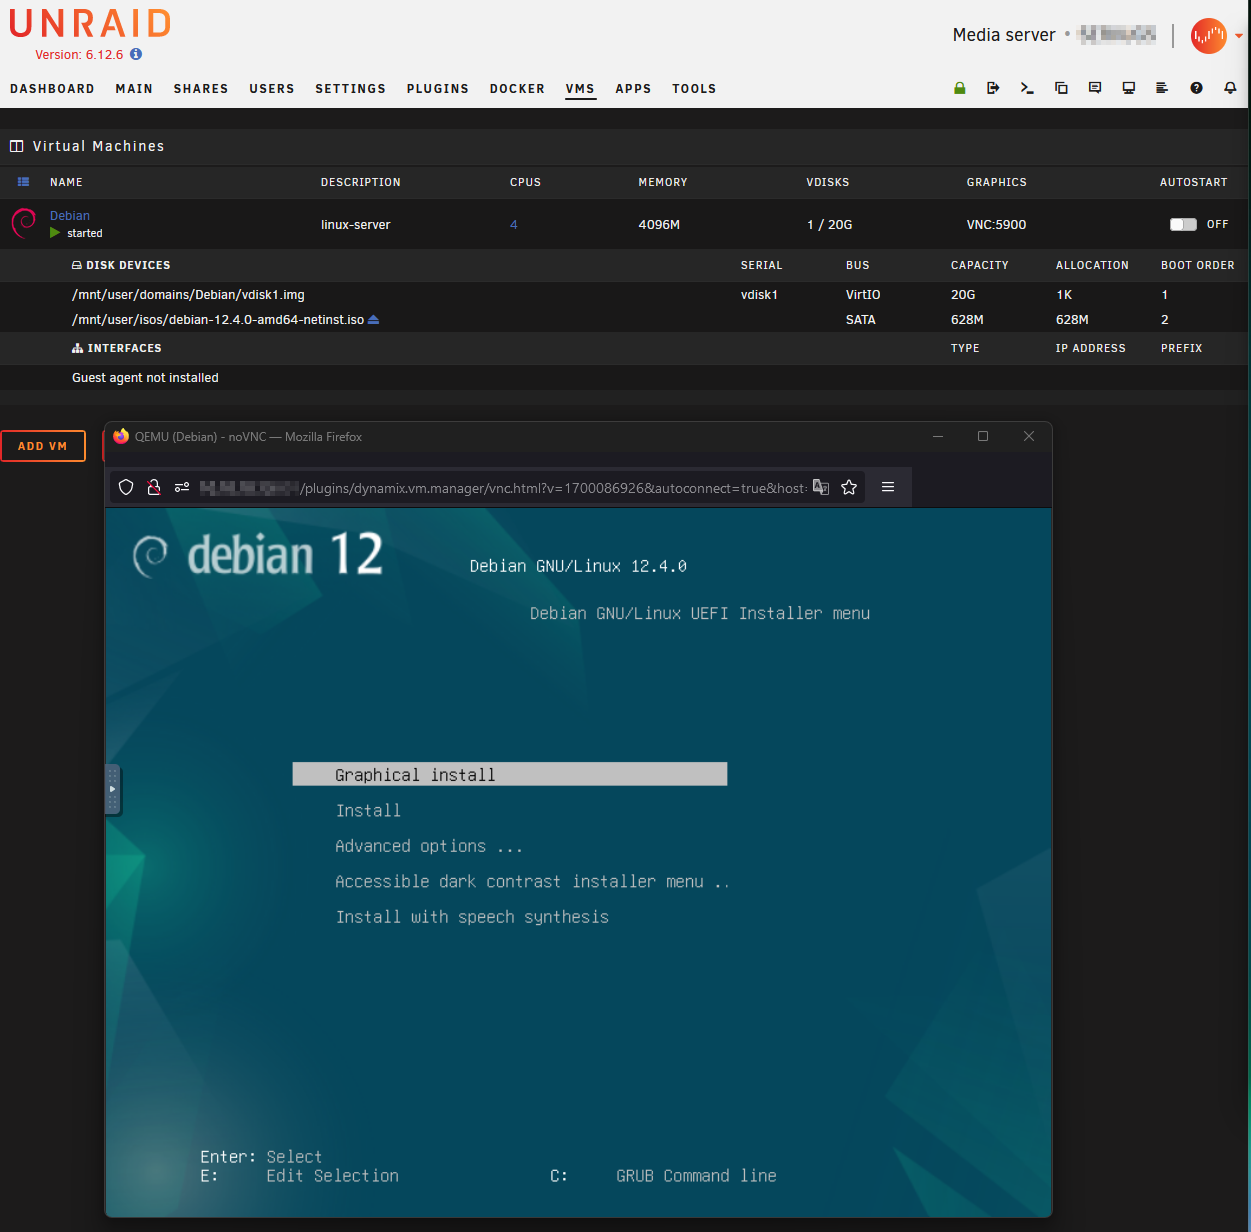 UNRAID
Version: 6.12.6
Media server •
DASHBOARD MAIN SHARES USERS SETTINGS PLUGINS DOCKER VMS APPS TOOLS
Virtual Machines
NAME DESCRIPTION CPUS MEMORY VDISKS GRAPHICS AUTOSTART
Debian
started
linux-server 4 4096M 1 / 20G VNC:5900 OFF
DISK DEVICES SERIAL BUS CAPACITY ALLOCATION BOOT ORDER
/mnt/user/domains/Debian/vdisk1.img vdisk1 VirtIO 20G 1K 1
/mnt/user/isos/debian-12.4.0-amd64-netinst.iso SATA 628M 628M 2
INTERFACES TYPE IP ADDRESS PREFIX
Guest agent not installed
ADD VM
QEMU (Debian) - noVNC — Mozilla Firefox
/plugins/dynamix.vm.manager/vnc.html?v=1700086926&autoconnect=true&host:
debian 12
Debian GNU/Linux 12.4.0
Debian GNU/Linux UEFI Installer menu
Graphical install
Install
Advanced options ...
Accessible dark contrast installer menu ..
Install with speech synthesis
Enter: Select
E: Edit Selection C: GRUB Command line